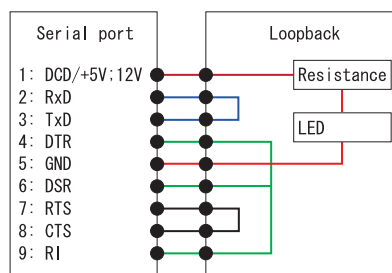 Serial port
Loopback
1: DCD/+5V;12V
2: RxD
3: TxD
4: DTR
5: GND
6: DSR
7: RTS
8: CTS
9: RI
Resistance
LED